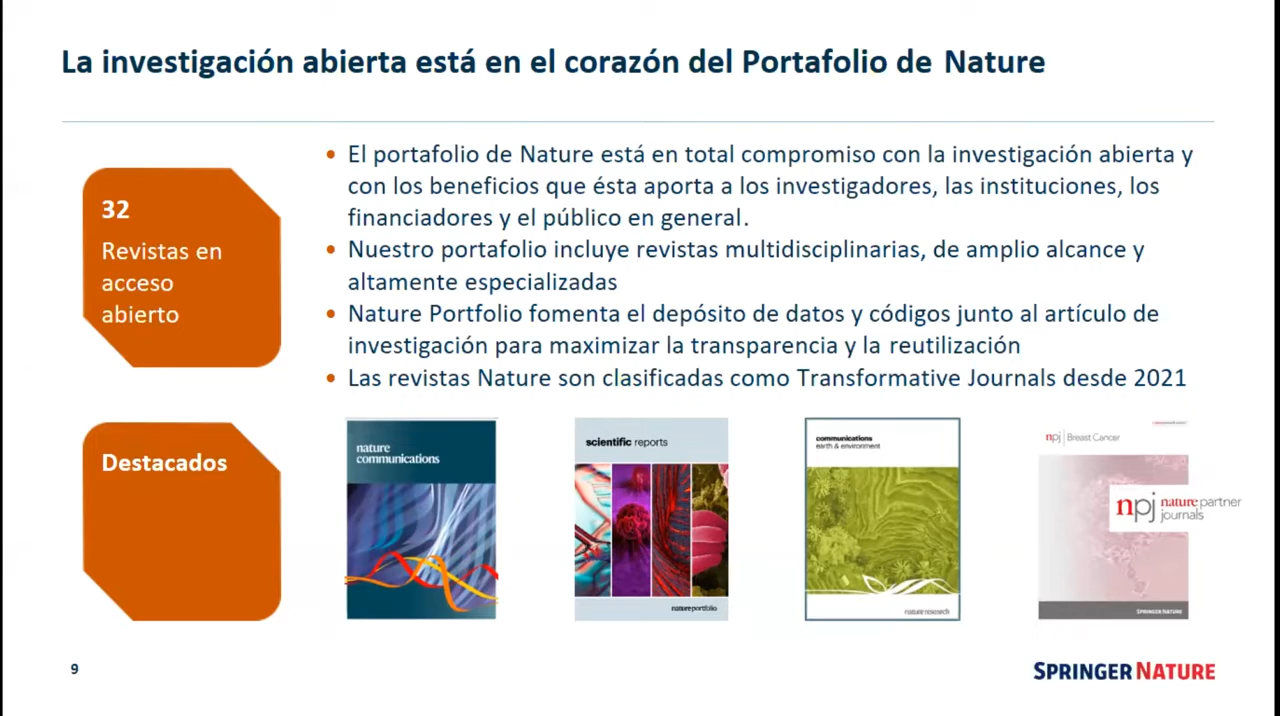 La investigación abierta está en el corazón del Portafolio de Nature
32
Revistas en
acceso
abierto
• El portafolio de Nature está en total compromiso con la investigación abierta y
con los beneficios que ésta aporta a los investigadores, las instituciones, los
financiadores y el público en general.
• Nuestro portafolio incluye revistas multidisciplinarias, de amplio alcance y
altamente especializadas
• Nature Portfolio fomenta el depósito de datos y códigos junto al artículo de
investigación para maximizar la transparencia y la reutilización
• Las revistas Nature son clasificadas como Transformative Journals desde 2021
Destacados
nature
communications
scientific reports
natureportfolio
communications
earth & environment
nature research
npj | Breast Cancer
npj nature partner
journals
SPRINGER NATURE
9
SPRINGER NATURE